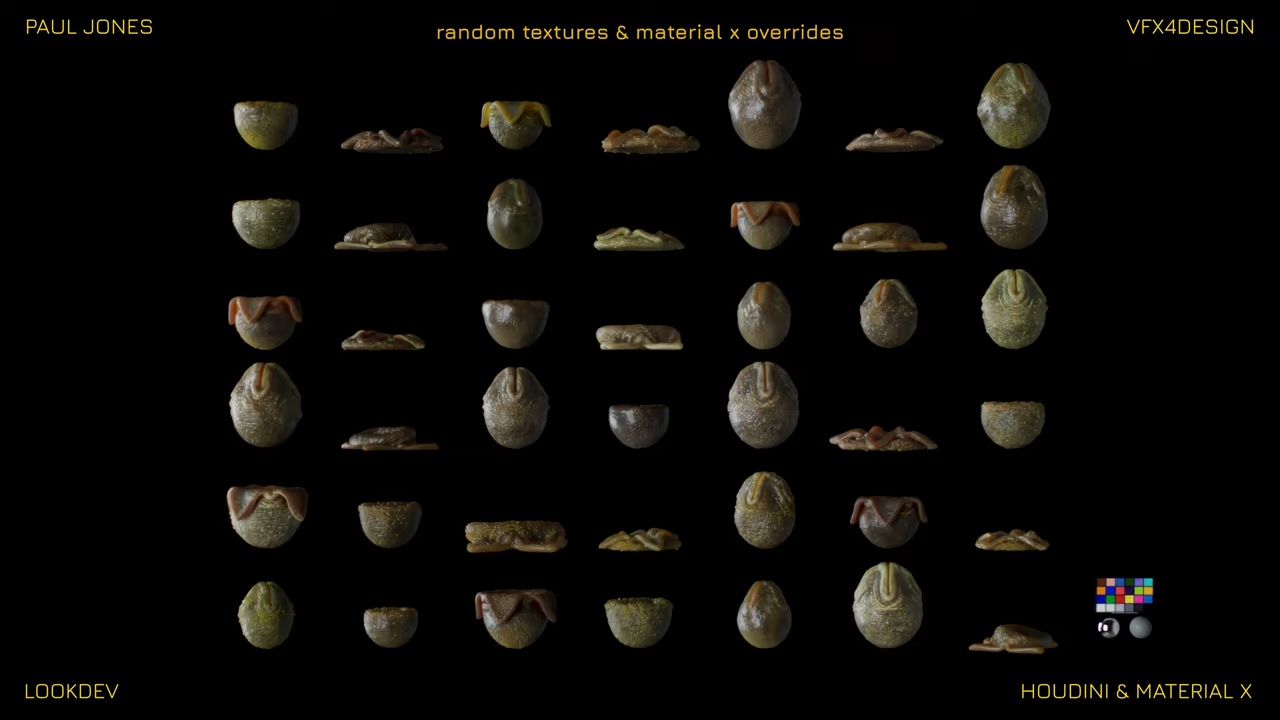 PAUL JONES
random textures & material x overrides
VFX4DESIGN
LOOKDEV
HOUDINI & MATERIAL X